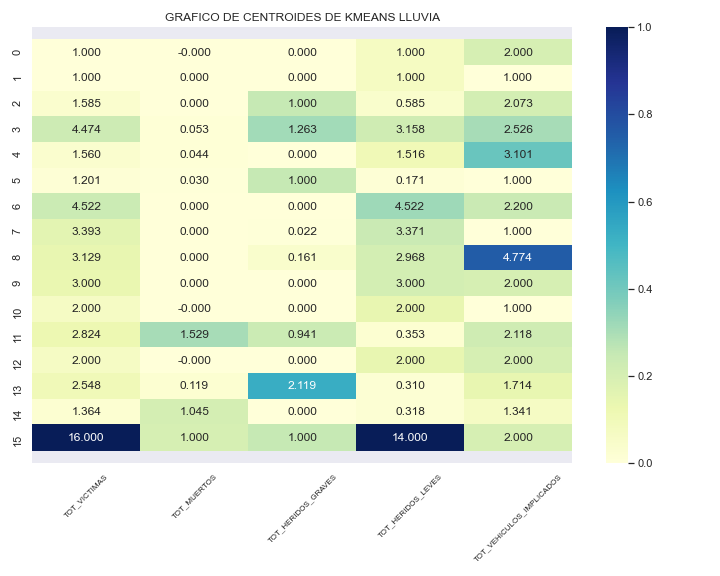 GRAFICO DE CENTROIDES DE KMEANS LLUVIA
0 1.000 -0.000 0.000 1.000 2.000
1 1.000 0.000 0.000 1.000 1.000
2 1.585 0.000 1.000 0.585 2.073
3 4.474 0.053 1.263 3.158 2.526
4 1.560 0.044 0.000 1.516 3.101
5 1.201 0.030 1.000 0.171 1.000
6 4.522 0.000 0.000 4.522 2.200
7 3.393 0.000 0.022 3.371 1.000
8 3.129 0.000 0.161 2.968 4.774
9 3.000 0.000 0.000 3.000 2.000
10 2.000 -0.000 0.000 2.000 1.000
11 2.824 1.529 0.941 0.353 2.118
12 2.000 -0.000 0.000 2.000 2.000
13 2.548 0.119 2.119 0.310 1.714
14 1.364 1.045 0.000 0.318 1.341
15 16.000 1.000 1.000 14.000 2.000
TOT_VICTIMAS
TOT_MUERTOS
TOT_HERIDOS_GRAVES
TOT_HERIDOS_LEVES
TOT_VEHICULOS_IMPLICADOS
1.0
0.8
0.6
0.4
0.2
0.0